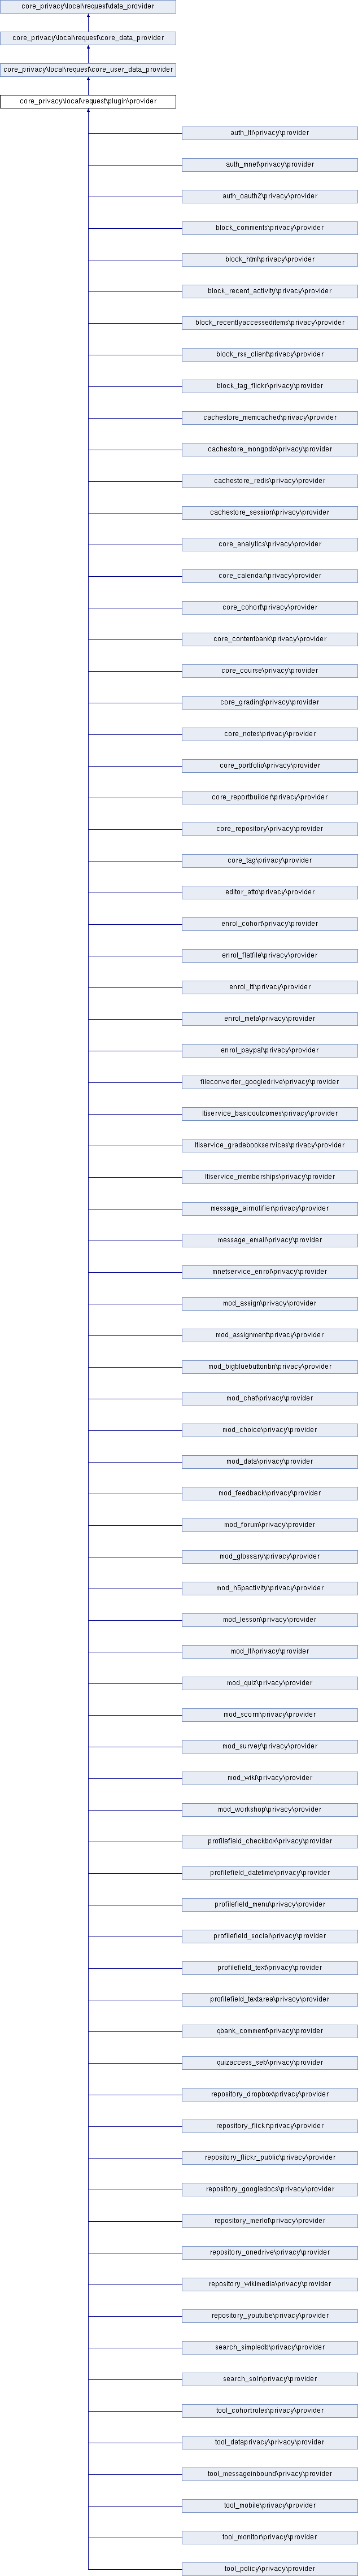 core_privacy\local\request\data_provider
core_privacy\local\request\core_data_provider
core_privacy\local\request\core_user_data_provider
core_privacy\local\request\plugin\provider
auth_lti\privacy\provider
auth_mnet\privacy\provider
auth_oauth2\privacy\provider
block_comments\privacy\provider
block_html\privacy\provider
block_recent_activity\privacy\provider
block_recentlyaccesseditems\privacy\provider
block_rss_client\privacy\provider
block_tag_flickr\privacy\provider
cachestore_memcached\privacy\provider
cachestore_mongodb\privacy\provider
cachestore_redis\privacy\provider
cachestore_session\privacy\provider
core_analytics\privacy\provider
core_calendar\privacy\provider
core_cohort\privacy\provider
core_contentbank\privacy\provider
core_course\privacy\provider
core_grading\privacy\provider
core_notes\privacy\provider
core_portfolio\privacy\provider
core_reportbuilder\privacy\provider
core_repository\privacy\provider
core_tag\privacy\provider
editor_atto\privacy\provider
enrol_cohort\privacy\provider
enrol_flatfile\privacy\provider
enrol_lti\privacy\provider
enrol_meta\privacy\provider
enrol_paypal\privacy\provider
fileconverter_googledrive\privacy\provider
ltiservice_basicoutcomes\privacy\provider
ltiservice_gradebookservices\privacy\provider
ltiservice_memberships\privacy\provider
message_airnotifier\privacy\provider
message_email\privacy\provider
mnetservice_enrol\privacy\provider
mod_assign\privacy\provider
mod_assignment\privacy\provider
mod_bigbluebuttonbn\privacy\provider
mod_chat\privacy\provider
mod_choice\privacy\provider
mod_data\privacy\provider
mod_feedback\privacy\provider
mod_forum\privacy\provider
mod_glossary\privacy\provider
mod_h5pactivity\privacy\provider
mod_lesson\privacy\provider
mod_lti\privacy\provider
mod_quiz\privacy\provider
mod_scorm\privacy\provider
mod_survey\privacy\provider
mod_wiki\privacy\provider
mod_workshop\privacy\provider
profilefield_checkbox\privacy\provider
profilefield_datetime\privacy\provider
profilefield_menu\privacy\provider
profilefield_social\privacy\provider
profilefield_text\privacy\provider
profilefield_textarea\privacy\provider
qbank_comment\privacy\provider
quizaccess_seb\privacy\provider
repository_dropbox\privacy\provider
repository_flickr\privacy\provider
repository_flickr_public\privacy\provider
repository_googledocs\privacy\provider
repository_merlot\privacy\provider
repository_onedrive\privacy\provider
repository_wikimedia\privacy\provider
repository_youtube\privacy\provider
search_simpledb\privacy\provider
search_solr\privacy\provider
tool_cohortroles\privacy\provider
tool_dataprivacy\privacy\provider
tool_messageinbound\privacy\provider
tool_mobile\privacy\provider
tool_monitor\privacy\provider
tool_policy\privacy\provider